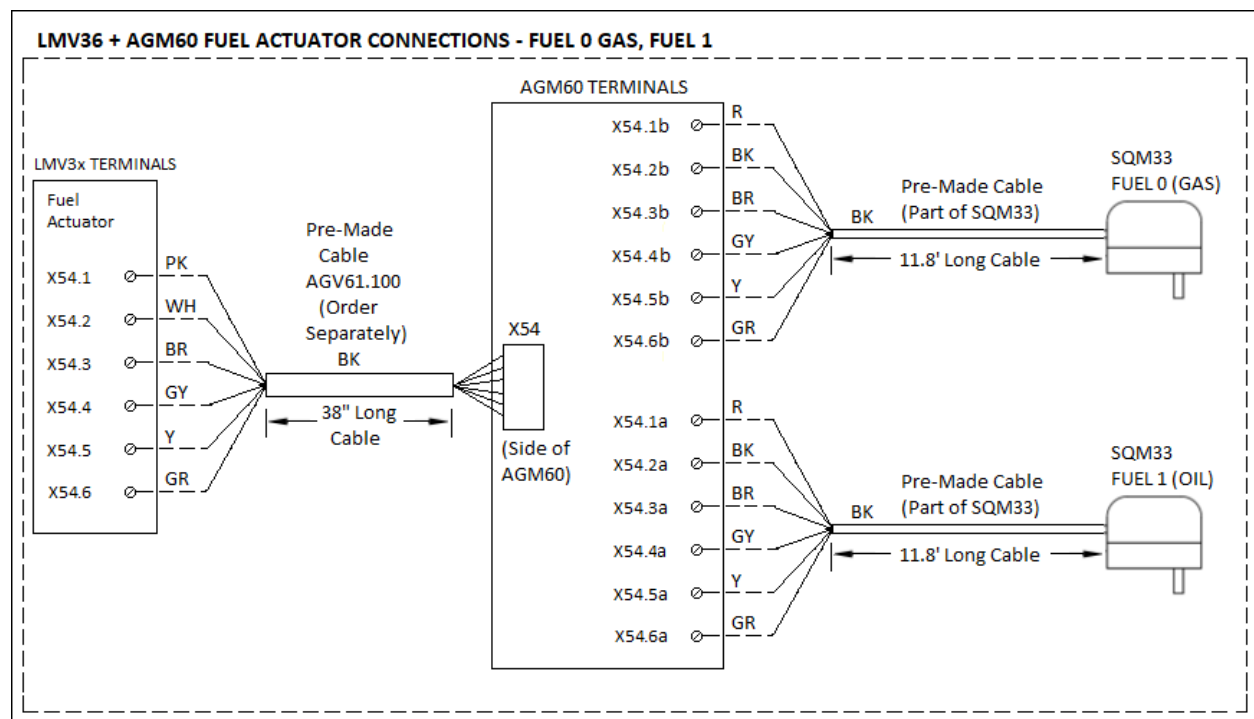 LMV36 + AGM60 FUEL ACTUATOR CONNECTIONS - FUEL 0 GAS, FUEL 1
LMV3x TERMINALS
Fuel
Actuator
X54.1
PK
X54.2
WH
X54.3
BR
X54.4
GY
X54.5
Y
X54.6
GR
Pre-Made
Cable
AGV61.100
(Order
Separately)
BK
38" Long
Cable
AGM60 TERMINALS
X54
(Side of
AGM60)
X54.1b
R
X54.2b
BK
X54.3b
BR
X54.4b
GY
X54.5b
Y
X54.6b
GR
Pre-Made Cable
(Part of SQM33)
BK
11.8' Long Cable
SQM33
FUEL 0 (GAS)
X54.1a
R
X54.2a
BK
X54.3a
BR
X54.4a
GY
X54.5a
Y
X54.6a
GR
Pre-Made Cable
(Part of SQM33)
BK
11.8' Long Cable
SQM33
FUEL 1 (OIL)